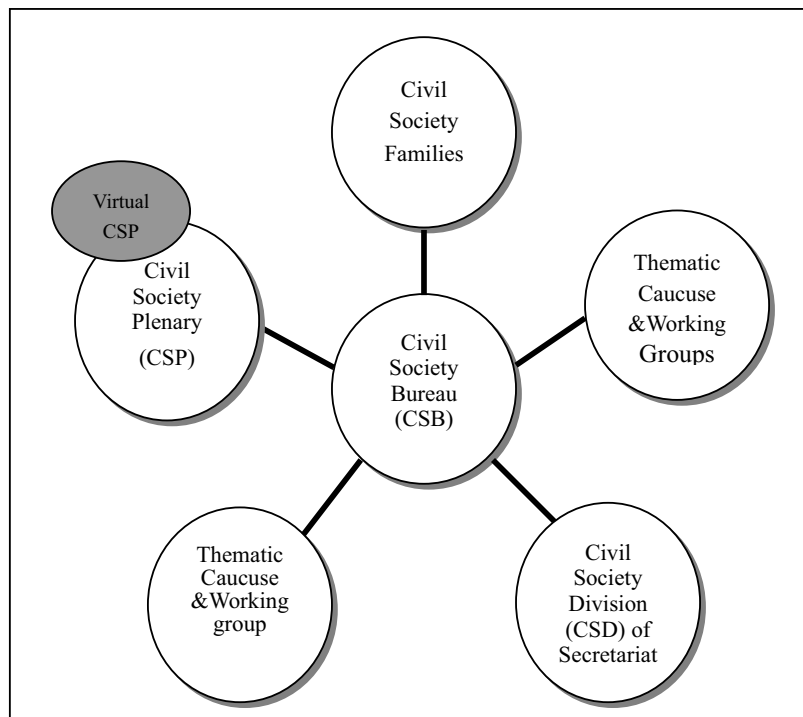 Civil
Society
Families
Virtual
CSP
Civil
Society
Plenary
(CSP)
Thematic
Caucuse
&Working
Groups
Civil
Society
Bureau
(CSB)
Thematic
Caucuse
&Working
group
Civil
Society
Division
(CSD) of
Secretariat